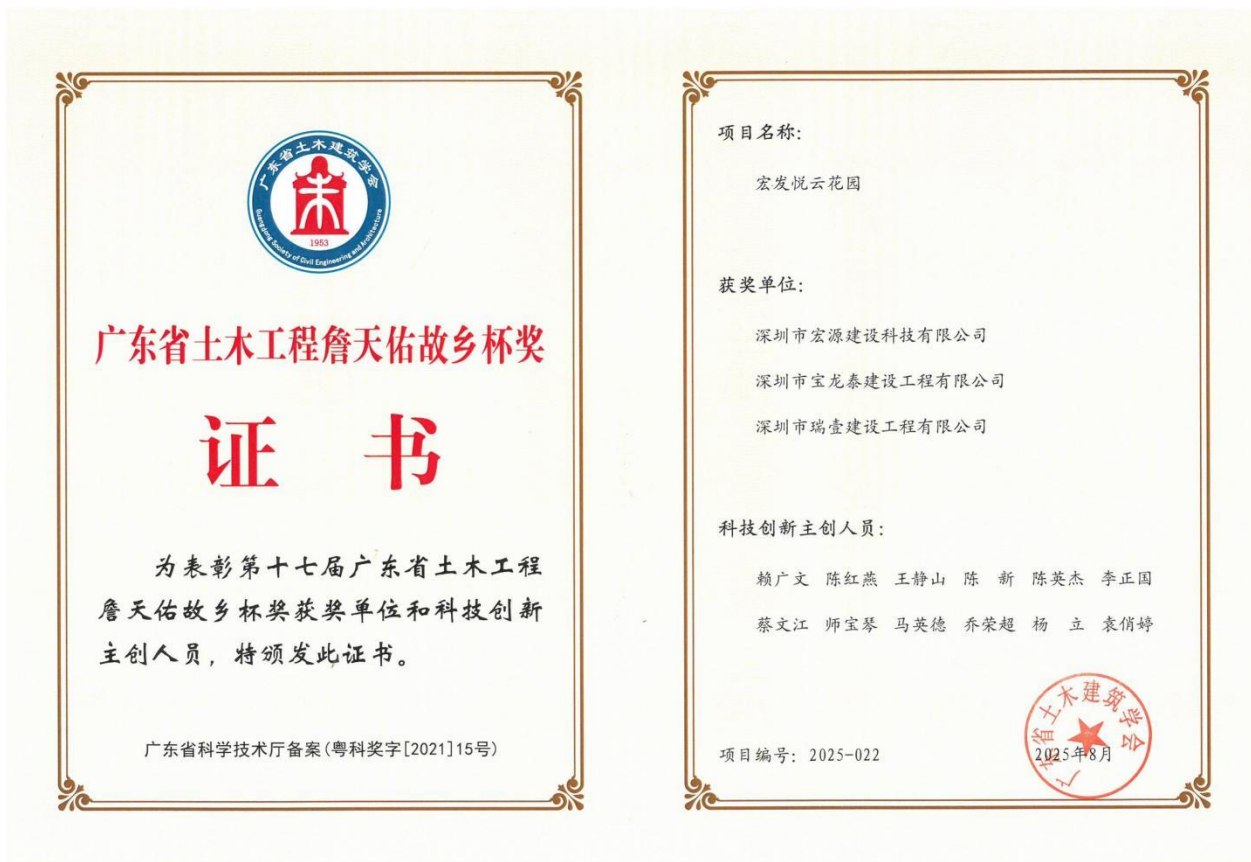 广东省土木建筑学会
1953
Guangdong Society of Civil Engineering and Architecture
广东省土木工程詹天佑故乡杯奖
证 书
为表彰第十七届广东省土木工程
詹天佑故乡杯奖获奖单位和科技创新
主创人员，特颁发此证书。
广东省科学技术厅备案(粤科奖字[2021]15号)
项目名称：
宏发悦云花园
获奖单位：
深圳市宏源建设科技有限公司
深圳市宝龙泰建设工程有限公司
深圳市瑞壹建设工程有限公司
科技创新主创人员：
赖广文 陈红燕 王静山 陈 新 陈英杰 李正国
蔡文江 师宝琴 马英德 乔荣超 杨 立 袁俏婷
项目编号：2025-022
2025年8月
广东省土木建筑学会